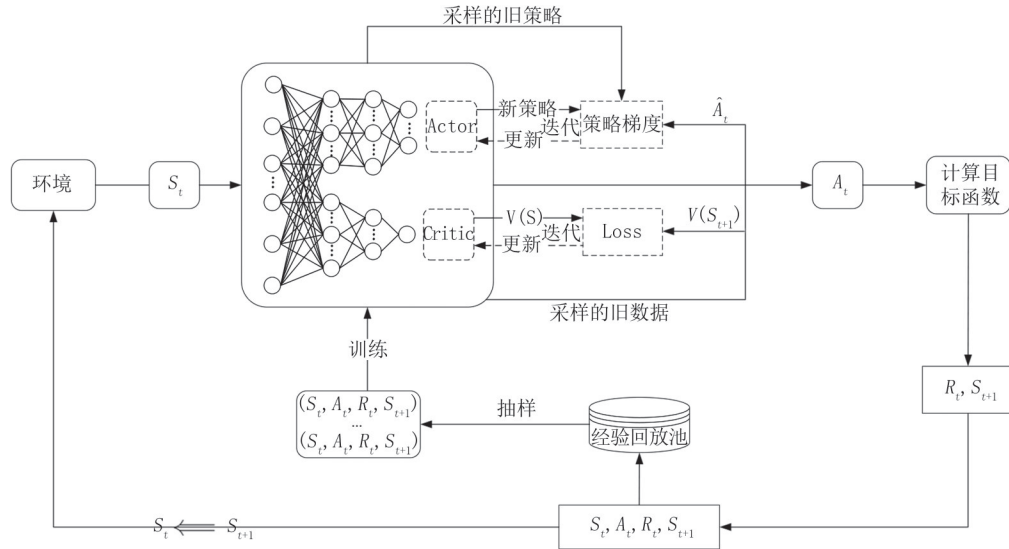 采样的旧策略
Actor
新策略
更新
迭代
策略梯度
Â_t
环境
S_t
A_t
计算目
标函数
Critic
V(S)
更新
迭代
Loss
V(S_{t+1})
采样的旧数据
训练
R_t, S_{t+1}
(S_t, A_t, R_t, S_{t+1})
…
(S_t, A_t, R_t, S_{t+1})
抽样
经验回放池
S_t ⇐ S_{t+1}
S_t, A_t, R_t, S_{t+1}